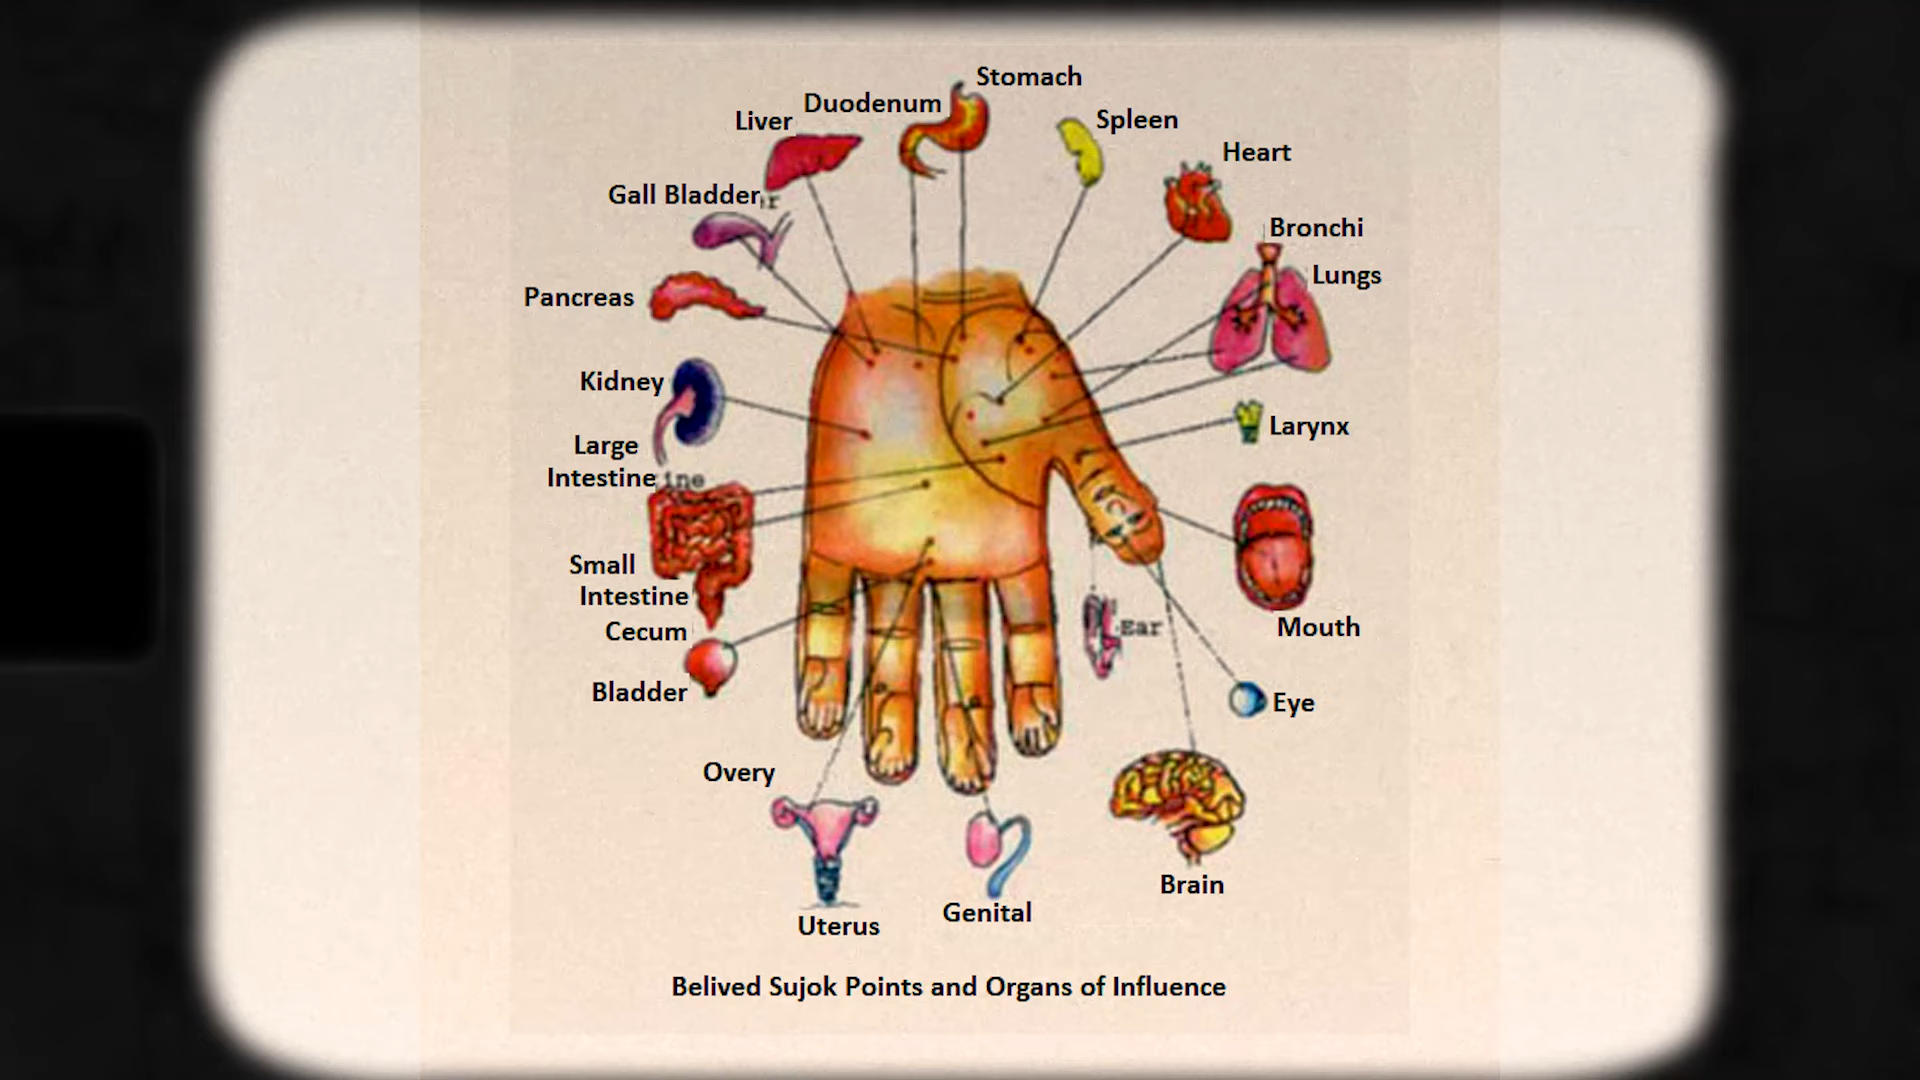 Stomach
Duodenum
Liver
Spleen
Heart
Gall Bladder
Bronchi
Lungs
Pancreas
Kidney
Larynx
Large
Intestine
Small
Intestine
Cecum
Mouth
Ear
Bladder
Eye
Overy
Brain
Genital
Uterus
Belived Sujok Points and Organs of Influence